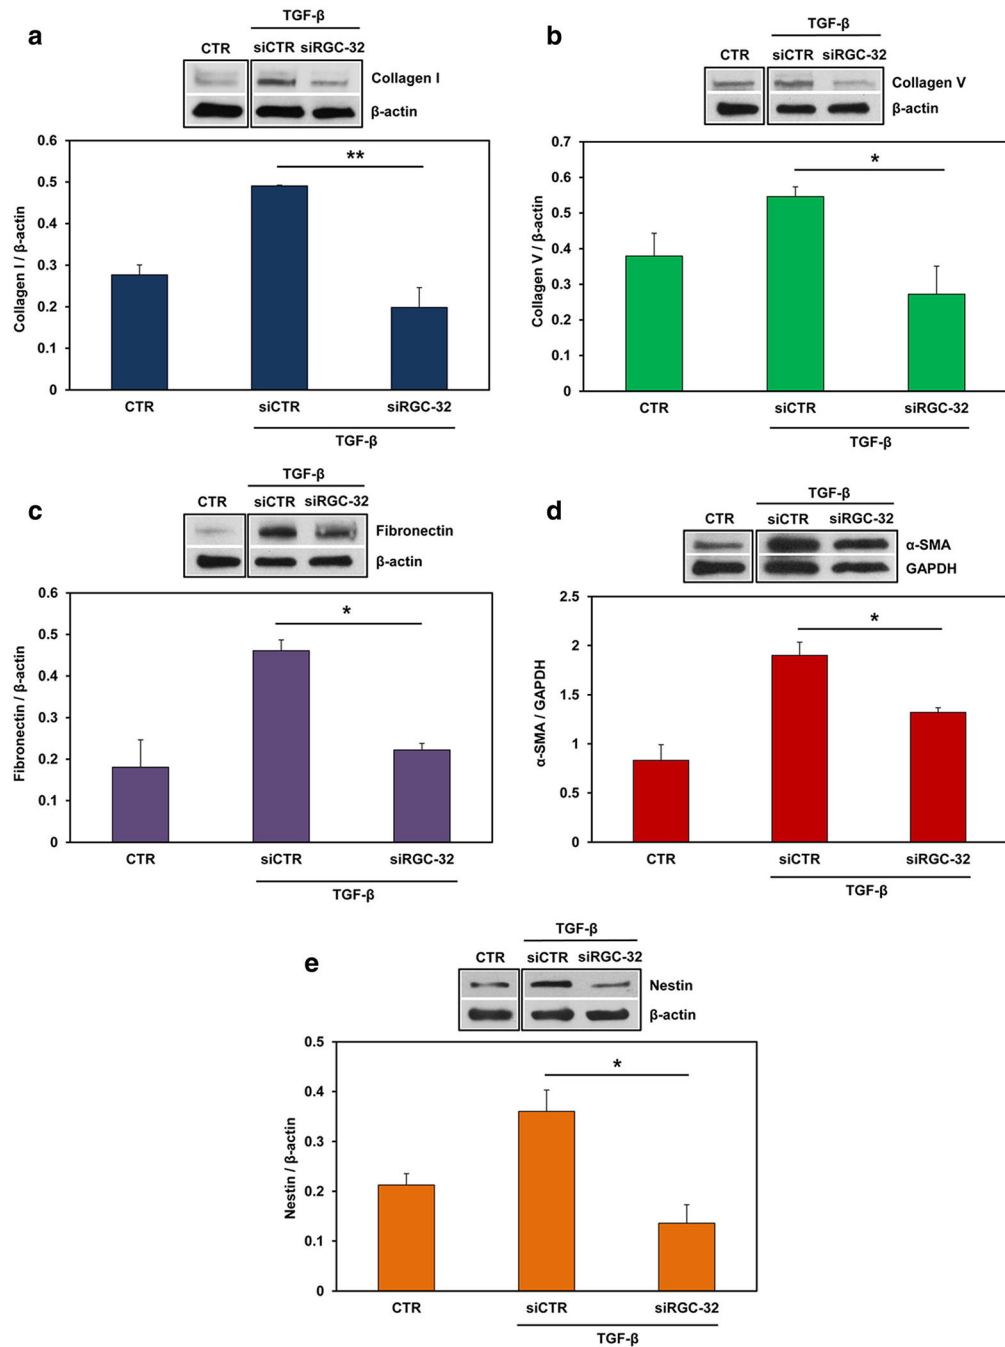 a
TGF-β
CTR siCTR siRGC-32
Collagen I
β-actin
**
0.6
0.5
0.4
0.3
0.2
0.1
0
Collagen I / β-actin
CTR siCTR siRGC-32
TGF-β
b
TGF-β
CTR siCTR siRGC-32
Collagen V
β-actin
*
0.7
0.6
0.5
0.4
0.3
0.2
0.1
0
Collagen V / β-actin
CTR siCTR siRGC-32
TGF-β
c
TGF-β
CTR siCTR siRGC-32
Fibronectin
β-actin
*
0.6
0.5
0.4
0.3
0.2
0.1
0
Fibronectin / β-actin
CTR siCTR siRGC-32
TGF-β
d
TGF-β
CTR siCTR siRGC-32
α-SMA
GAPDH
*
2.5
2
1.5
1
0.5
0
α-SMA / GAPDH
CTR siCTR siRGC-32
TGF-β
e
TGF-β
CTR siCTR siRGC-32
Nestin
β-actin
*
0.5
0.4
0.3
0.2
0.1
0
Nestin / β-actin
CTR siCTR siRGC-32
TGF-β